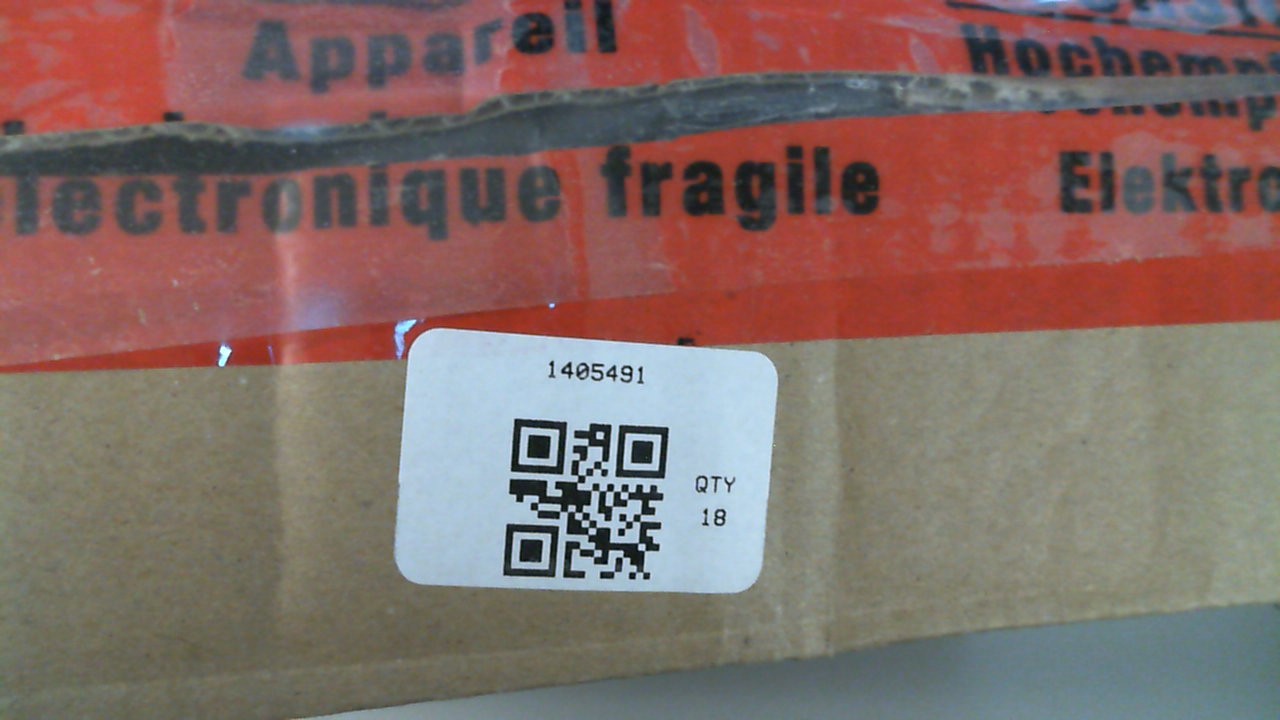 Appareil
électronique fragile
Elektro
1405491
QTY
18